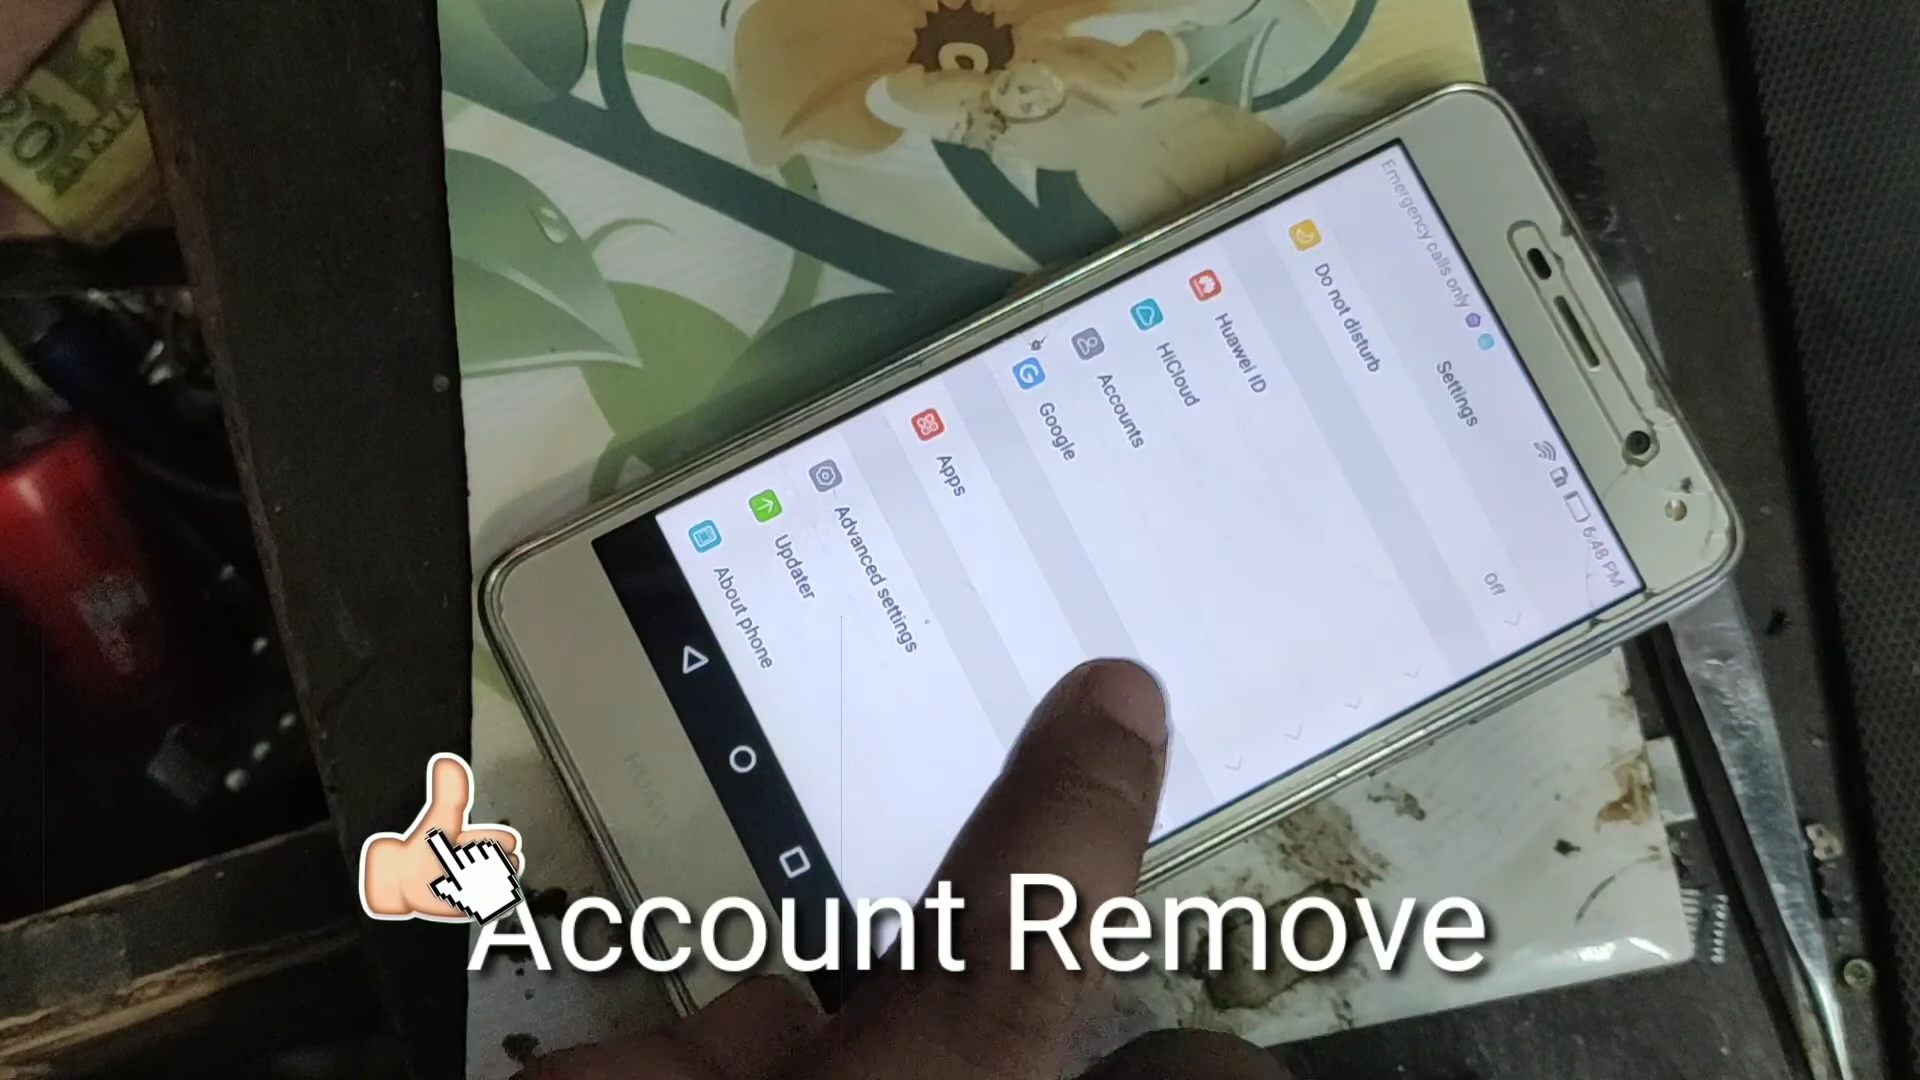 Emergency calls only
6:48 PM
Settings
Do not disturb
Off
Huawei ID
HiCloud
Accounts
Google
Apps
Advanced settings
Updater
About phone
HUAWEI
Account Remove